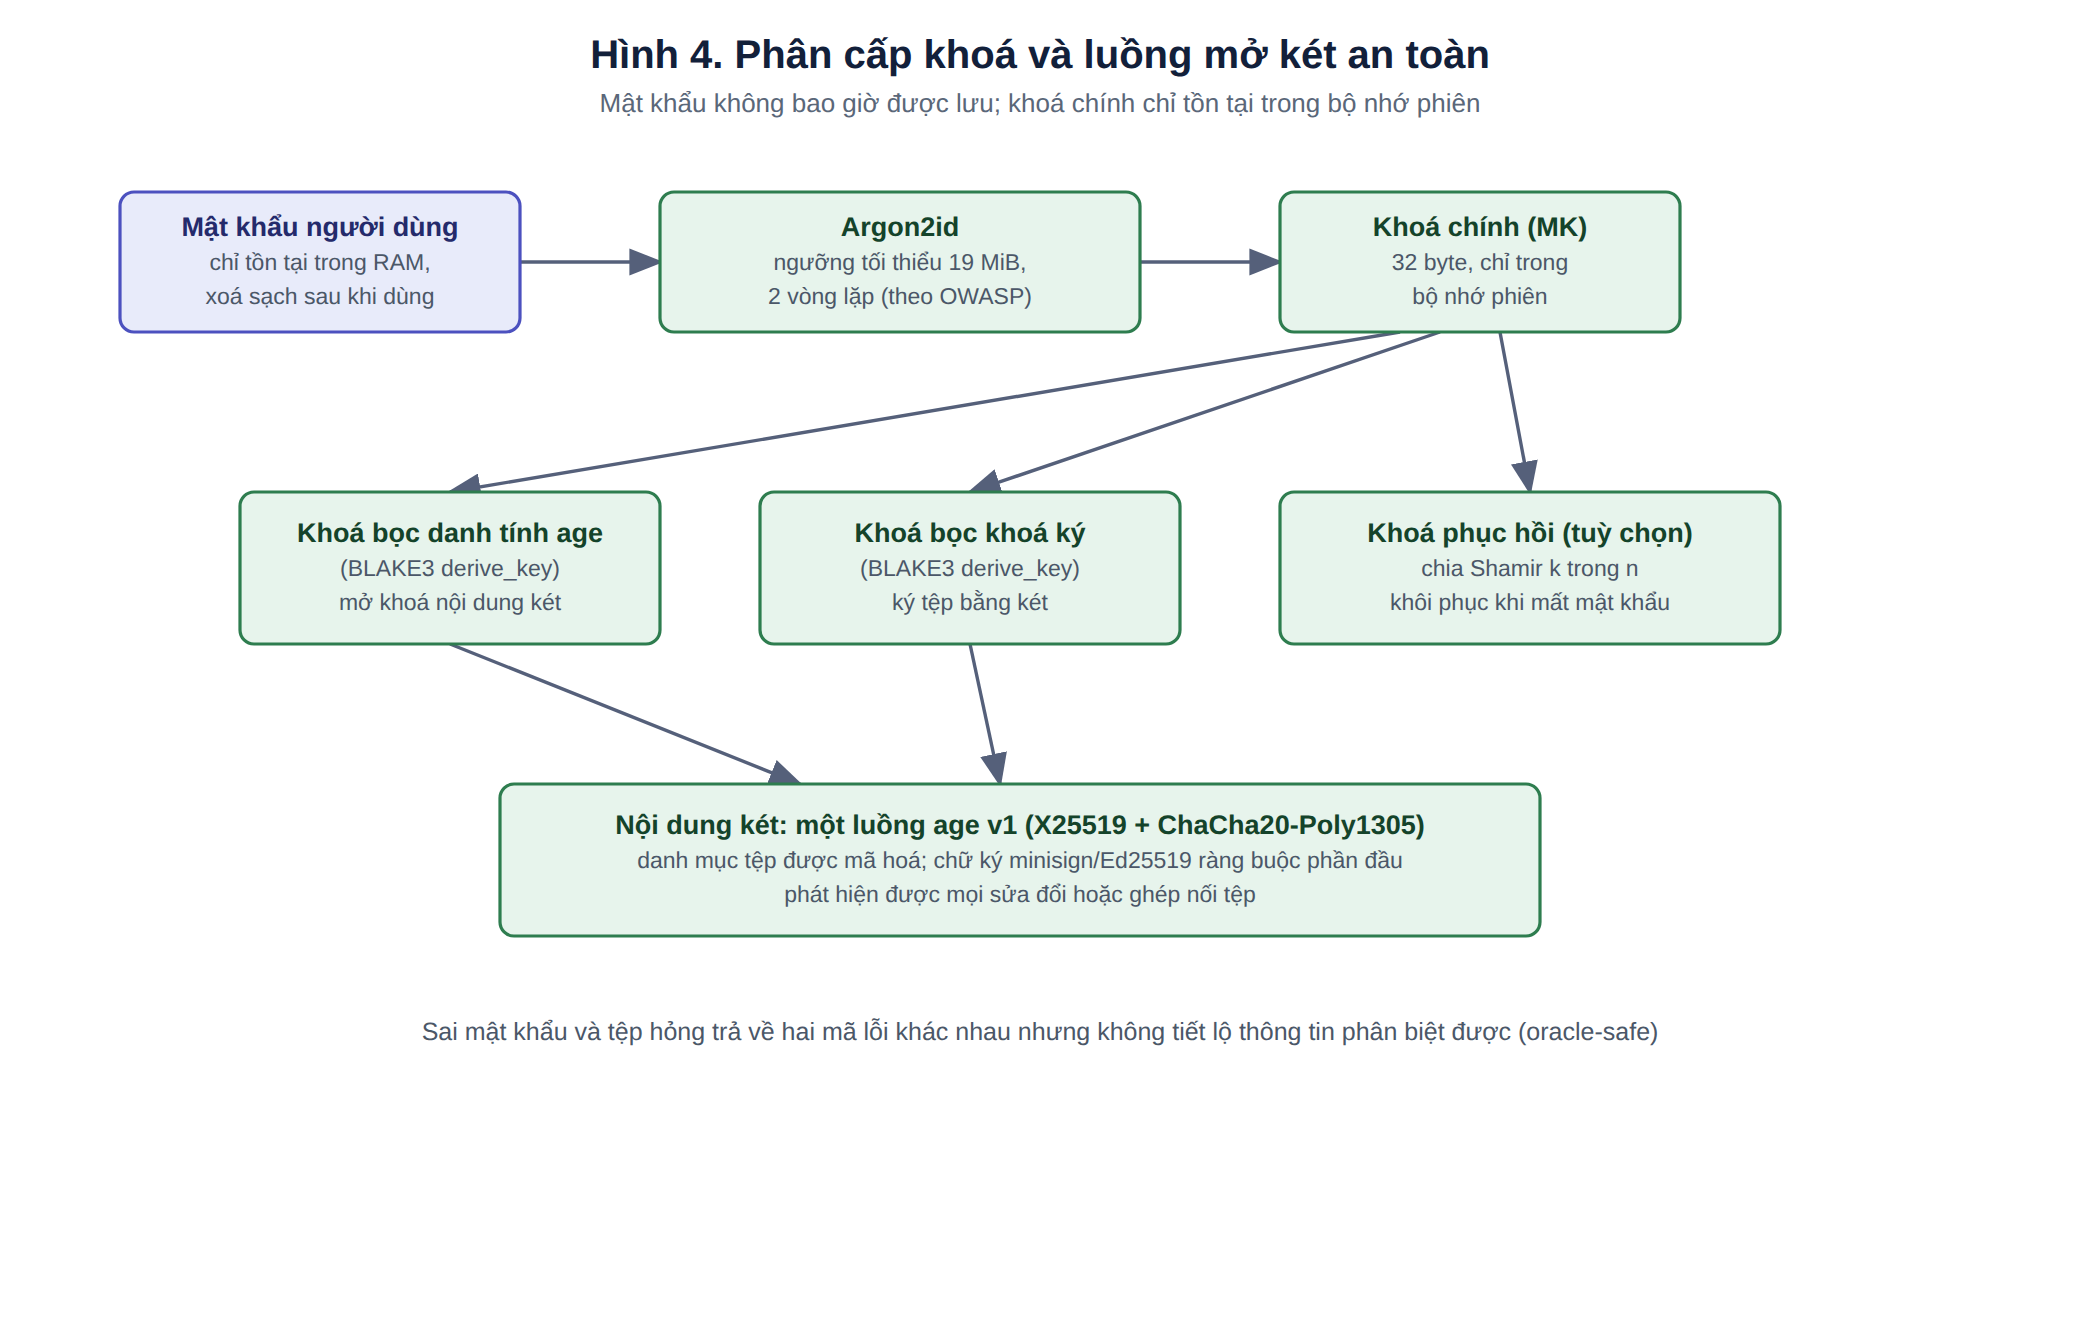 Hình 4. Phân cấp khoá và luồng mở két an toàn
Mật khẩu không bao giờ được lưu; khoá chính chỉ tồn tại trong bộ nhớ phiên
Mật khẩu người dùng
chỉ tồn tại trong RAM,
xoá sạch sau khi dùng
Argon2id
ngưỡng tối thiểu 19 MiB,
2 vòng lặp (theo OWASP)
Khoá chính (MK)
32 byte, chỉ trong
bộ nhớ phiên
Khoá bọc danh tính age
(BLAKE3 derive_key)
mở khoá nội dung két
Khoá bọc khoá ký
(BLAKE3 derive_key)
ký tệp bằng két
Khoá phục hồi (tuỳ chọn)
chia Shamir k trong n
khôi phục khi mất mật khẩu
Nội dung két: một luồng age v1 (X25519 + ChaCha20-Poly1305)
danh mục tệp được mã hoá; chữ ký minisign/Ed25519 ràng buộc phần đầu
phát hiện được mọi sửa đổi hoặc ghép nối tệp
Sai mật khẩu và tệp hỏng trả về hai mã lỗi khác nhau nhưng không tiết lộ thông tin phân biệt được (oracle-safe)